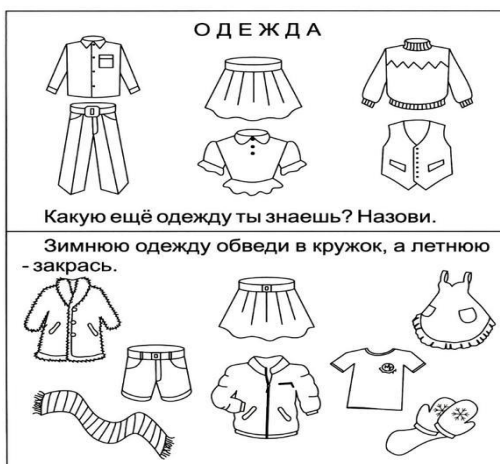 ОДЕЖДА
Какую ещё одежду ты знаешь? Назови.
Зимнюю одежду обведи в кружок, а летнюю
- закрась.